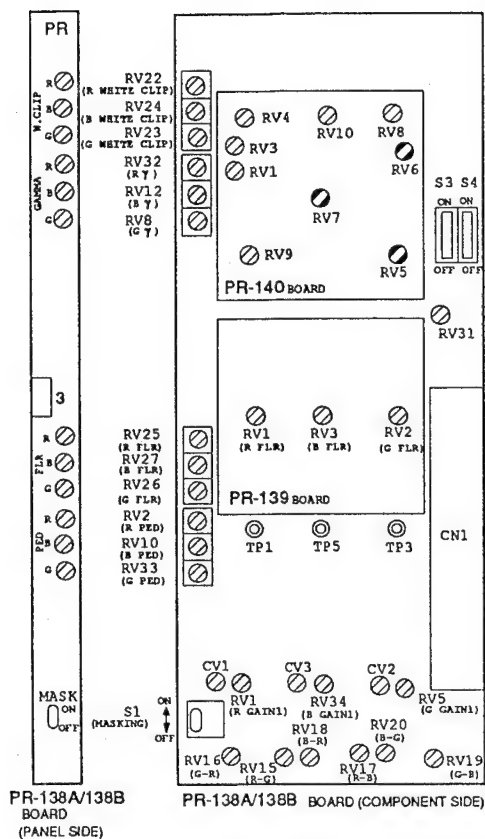 PR
W.CLIP
R
B
G
GAMMA
R
B
G
3
FLR
R
B
G
PED
R
B
G
MASK
ON
OFF
PR-138A/138B
BOARD
(PANEL SIDE)
RV22
(R WHITE CLIP)
RV24
(B WHITE CLIP)
RV23
(G WHITE CLIP)
RV32
(R γ)
RV12
(B γ)
RV8
(G γ)
RV25
(R FLR)
RV27
(B FLR)
RV26
(G FLR)
RV2
(R PED)
RV10
(B PED)
RV33
(G PED)
S1
(MASKING)
ON
OFF
RV4
RV10
RV8
RV3
RV6
RV1
RV7
RV9
RV5
PR-140 BOARD
S3 S4
ON ON
OFF OFF
RV31
RV1
(R FLR)
RV3
(B FLR)
RV2
(G FLR)
PR-139 BOARD
TP1
TP5
TP3
CN1
CV1
RV1
(R GAIN1)
CV3
RV34
(B GAIN1)
CV2
RV5
(G GAIN1)
RV16
(G-R)
RV15
(R-G)
RV18
(B-R)
RV17
(R-B)
RV20
(B-G)
RV19
(G-B)
PR-138A/138B BOARD (COMPONENT SIDE)